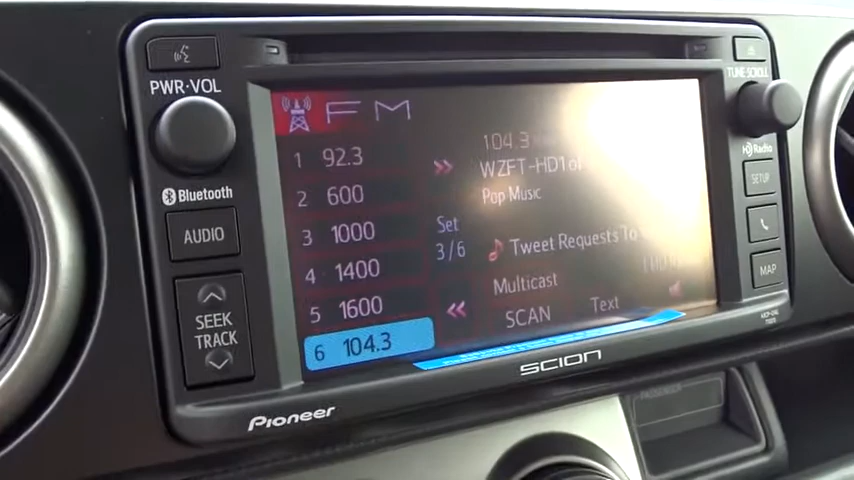 PWR·VOL
TUNE·SCROLL
FM
1 92.3
2 600
3 1000
4 1400
5 1600
6 104.3
104.3
WZFT-HD1
Pop Music
Set
3/6
Tweet Requests To
Multicast
SCAN
Text
Bluetooth
AUDIO
SEEK
TRACK
HD Radio
SETUP
MAP
Pioneer
SCION
PASSENGER